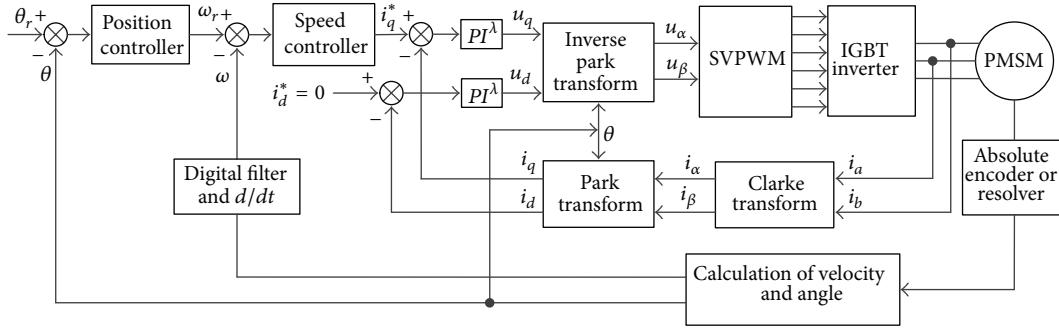 θr + −
θ
Position
controller
ωr + −
ω
Speed
controller
i*q + −
PI^λ
uq
i*d = 0
+ −
PI^λ
ud
Inverse
park
transform
uα
uβ
SVPWM
IGBT
inverter
PMSM
θ
Digital filter
and d/dt
iq
id
Park
transform
iα
iβ
Clarke
transform
ia
ib
Absolute
encoder or
resolver
Calculation of velocity
and angle